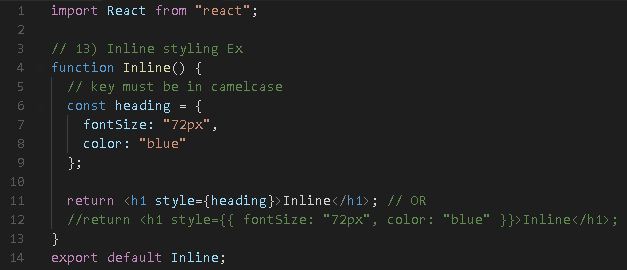 1 import React from "react";
2
3 // 13) Inline styling Ex
4 function Inline() {
5 // key must be in camelcase
6 const heading = {
7 fontSize: "72px",
8 color: "blue"
9 };
10
11 return <h1 style={heading}>Inline</h1>; // OR
12 //return <h1 style={{ fontSize: "72px", color: "blue" }}>Inline</h1>;
13 }
14 export default Inline;